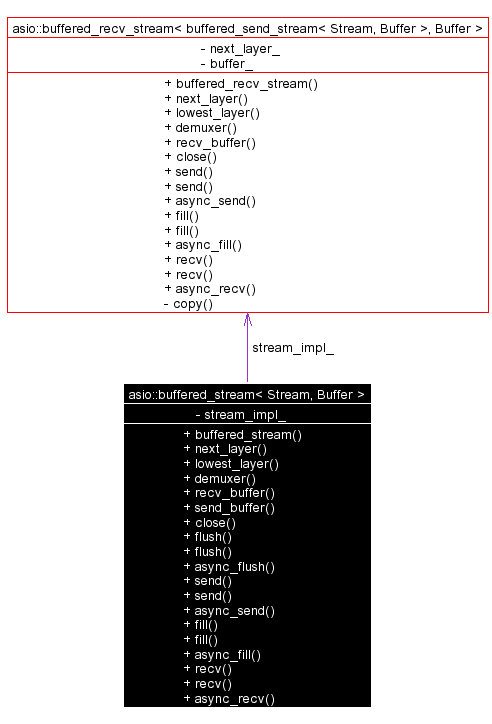 asio::buffered_recv_stream< buffered_send_stream< Stream, Buffer >, Buffer >
- next_layer_
- buffer_
+ buffered_recv_stream()
+ next_layer()
+ lowest_layer()
+ demuxer()
+ recv_buffer()
+ close()
+ send()
+ send()
+ async_send()
+ fill()
+ fill()
+ async_fill()
+ recv()
+ recv()
+ async_recv()
- copy()
stream_impl_
asio::buffered_stream< Stream, Buffer >
- stream_impl_
+ buffered_stream()
+ next_layer()
+ lowest_layer()
+ demuxer()
+ recv_buffer()
+ send_buffer()
+ close()
+ flush()
+ flush()
+ async_flush()
+ send()
+ send()
+ async_send()
+ fill()
+ fill()
+ async_fill()
+ recv()
+ recv()
+ async_recv()